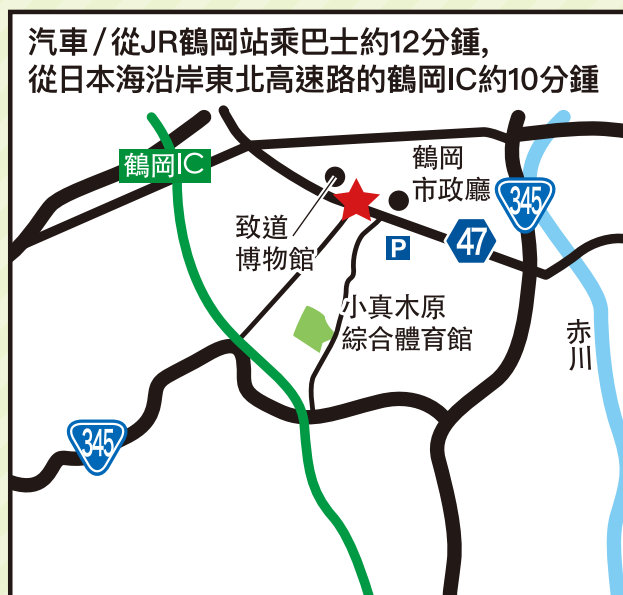 汽車 / 從JR鶴岡站乘巴士約12分鍾,
從日本海沿岸東北高速路的鶴岡IC約10分鍾
鶴岡IC
鶴岡
市政廳
345
致道
博物館
P
47
小真木原
綜合體育館
赤川
345